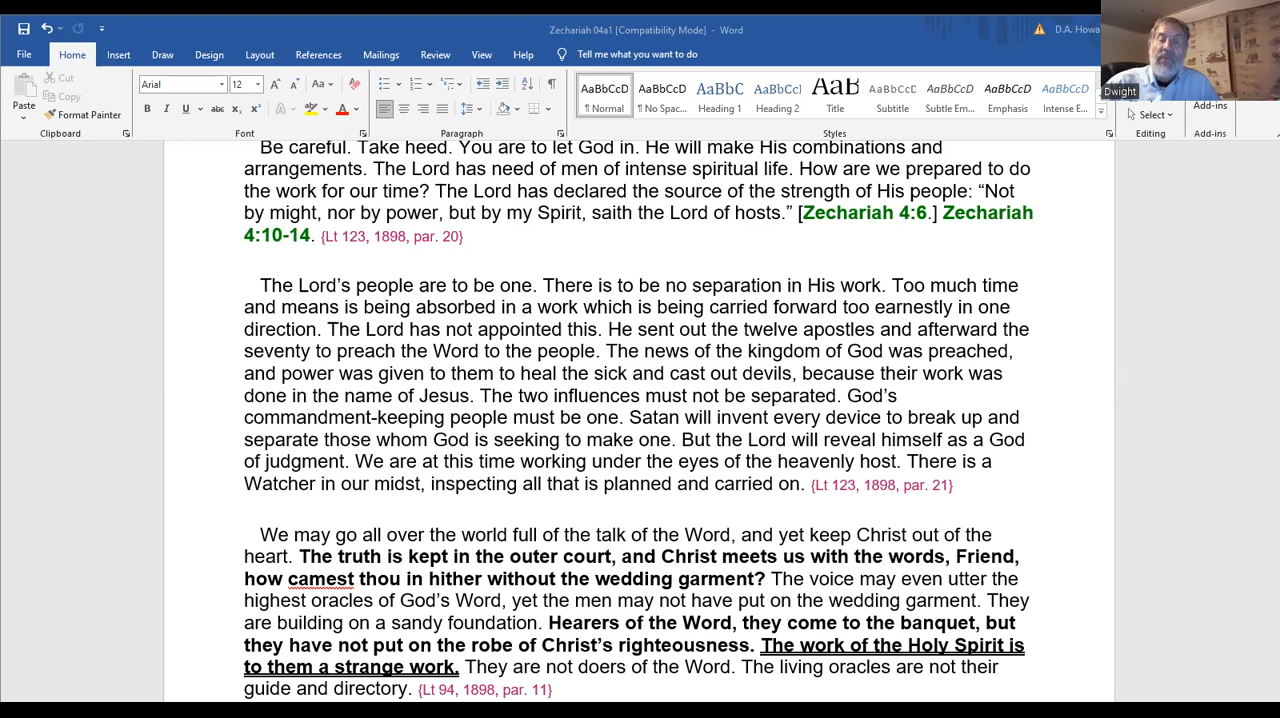 Zechariah 04a1 [Compatibility Mode] - Word
D.A. Howa
File Home Insert Draw Design Layout References Mailings Review View Help Tell me what you want to do
Dwight
Paste
Cut
Copy
Format Painter
Clipboard
Arial 12
Font
Paragraph
AaBbCcD AaBbCcD AaBbC AaBbCc AaB AaBbCcD AaBbCcD AaBbCcD AaBbCcD
¶ Normal ¶ No Spac... Heading 1 Heading 2 Title Subtitle Subtle Em... Emphasis Intense E...
Styles
Select
Editing
Add-ins
Add-ins
Be careful. Take heed. You are to let God in. He will make His combinations and
arrangements. The Lord has need of men of intense spiritual life. How are we prepared to do
the work for our time? The Lord has declared the source of the strength of His people: “Not
by might, nor by power, but by my Spirit, saith the Lord of hosts.” [Zechariah 4:6.] Zechariah
4:10-14. {Lt 123, 1898, par. 20}
The Lord’s people are to be one. There is to be no separation in His work. Too much time
and means is being absorbed in a work which is being carried forward too earnestly in one
direction. The Lord has not appointed this. He sent out the twelve apostles and afterward the
seventy to preach the Word to the people. The news of the kingdom of God was preached,
and power was given to them to heal the sick and cast out devils, because their work was
done in the name of Jesus. The two influences must not be separated. God’s
commandment-keeping people must be one. Satan will invent every device to break up and
separate those whom God is seeking to make one. But the Lord will reveal himself as a God
of judgment. We are at this time working under the eyes of the heavenly host. There is a
Watcher in our midst, inspecting all that is planned and carried on. {Lt 123, 1898, par. 21}
We may go all over the world full of the talk of the Word, and yet keep Christ out of the
heart. The truth is kept in the outer court, and Christ meets us with the words, Friend,
how camest thou in hither without the wedding garment? The voice may even utter the
highest oracles of God’s Word, yet the men may not have put on the wedding garment. They
are building on a sandy foundation. Hearers of the Word, they come to the banquet, but
they have not put on the robe of Christ’s righteousness. The work of the Holy Spirit is
to them a strange work. They are not doers of the Word. The living oracles are not their
guide and directory. {Lt 94, 1898, par. 11}